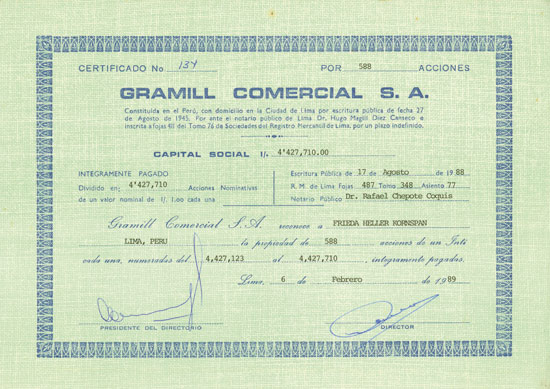 CERTIFICADO No 134 POR 588 ACCIONES
GRAMILL COMERCIAL S. A.
Constituída en el Perú, con domicilio en la Ciudad de Lima por escritura pública de fecha 27
de Agosto de 1945. Por ante el notario público de Lima Dr. Hugo Magill Diez Canseco e
inscrita a fojas 411 del Tomo 76 de Sociedades del Registro Mercantil de Lima, por un plazo indefinido.
CAPITAL SOCIAL I/. 4'427,710.00
INTEGRAMENTE PAGADO
Dividido en: 4'427,710 Acciones Nominativas
de un valor nominal de I/. 1.00 cada una
Escritura Pública de 17 de Agosto de 1988
R. M. de Lima Fojas 487 Tomo 348 Asiento 77
Notario Público Dr. Rafael Chepote Coquis
Gramill Comercial S. A. reconoce a FRIEDA HELLER KORNSPAN
LIMA, PERU la propiedad de 588 acciones de un Inti
cada una, numeradas del 4,427,123 al 4,427,710, íntegramente pagadas.
Lima, 6 de Febrero de 1989
PRESIDENTE DEL DIRECTORIO
DIRECTOR